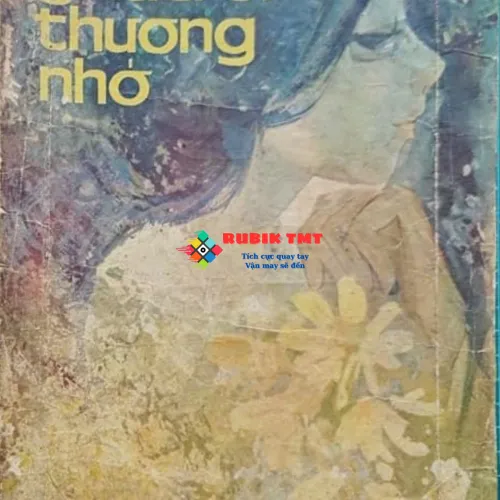 thương
nhớ
RUBIK TMT
Tích cực quay tay
Vận may sẽ đến